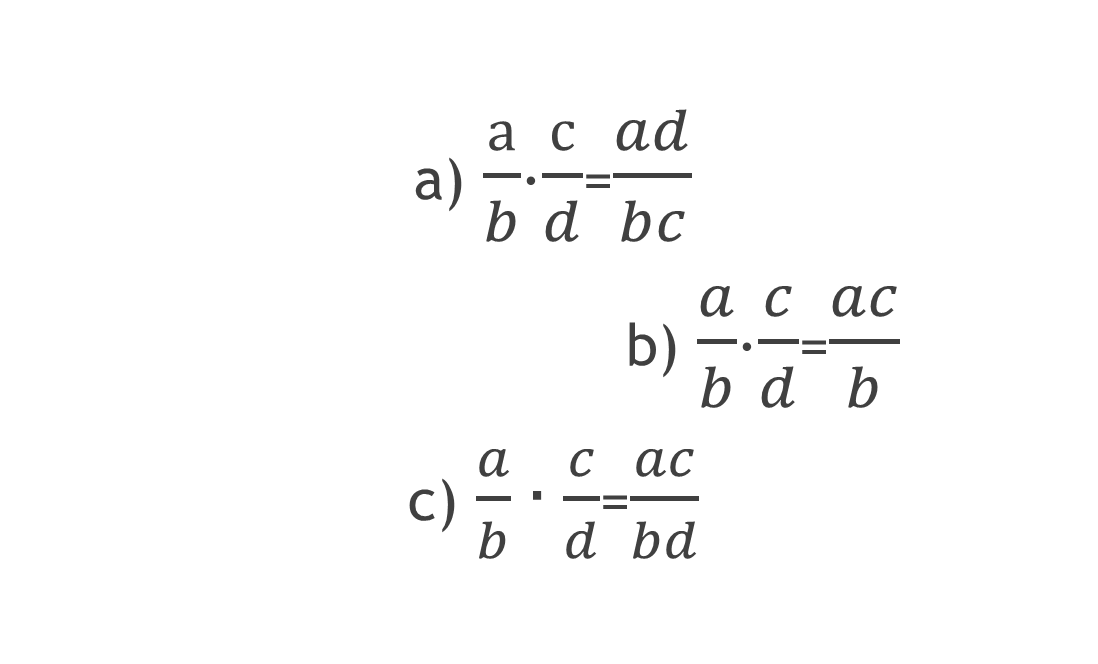 a) a/b · c/d = ad/bc
b) a/b · c/d = ac/b
c) a/b · c/d = ac/bd